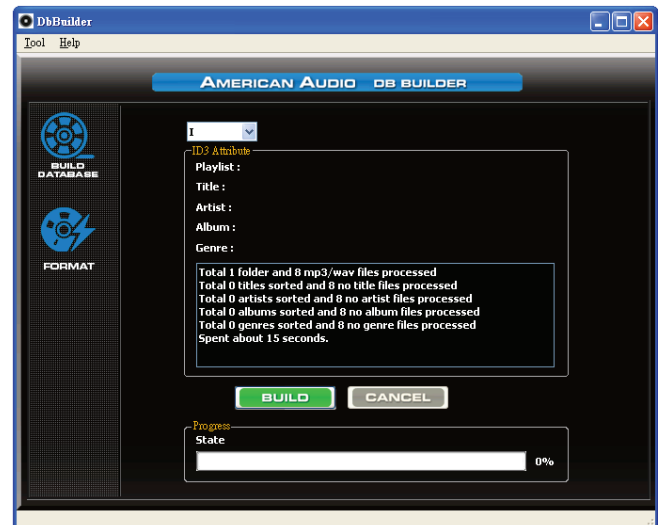 DbBuilder
Tool Help
AMERICAN AUDIO DB BUILDER
BUILD
DATABASE
FORMAT
I
ID3 Attribute
Playlist :
Title :
Artist :
Album :
Genre :
Total 1 folder and 8 mp3/wav files processed
Total 0 titles sorted and 8 no title files processed
Total 0 artists sorted and 8 no artist files processed
Total 0 albums sorted and 8 no album files processed
Total 0 genres sorted and 8 no genre files processed
Spent about 15 seconds.
BUILD CANCEL
Progress
State
0%